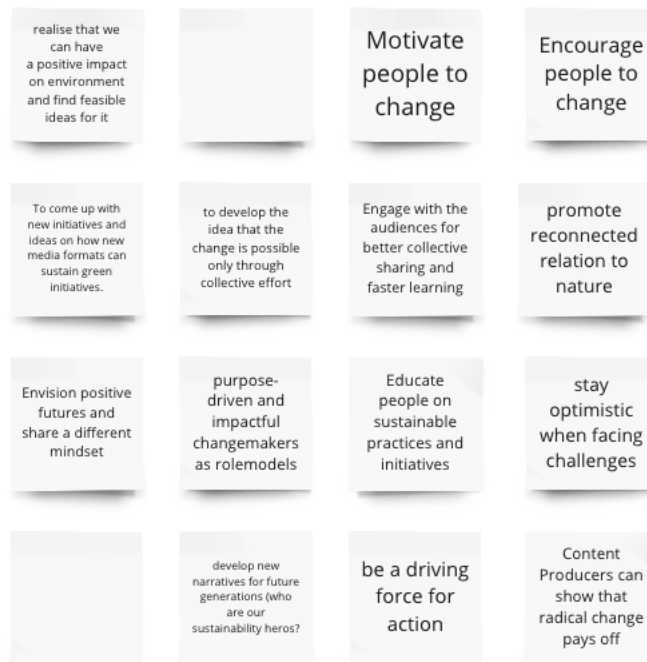 realise that we
can have
a positive impact
on environment
and find feasible
ideas for it
Motivate
people to
change
Encourage
people to
change
To come up with
new initiatives and
ideas on how new
media formats can
sustain green
initiatives.
to develop the
idea that the
change is possible
only through
collective effort
Engage with the
audiences for
better collective
sharing and
faster learning
promote
reconnected
relation to
nature
Envision positive
futures and
share a different
mindset
purpose-
driven and
impactful
changemakers
as rolemodels
Educate
people on
sustainable
practices and
initiatives
stay
optimistic
when facing
challenges
develop new
narratives for future
generations (who
are our
sustainability heros?
be a driving
force for
action
Content
Producers can
show that
radical change
pays off